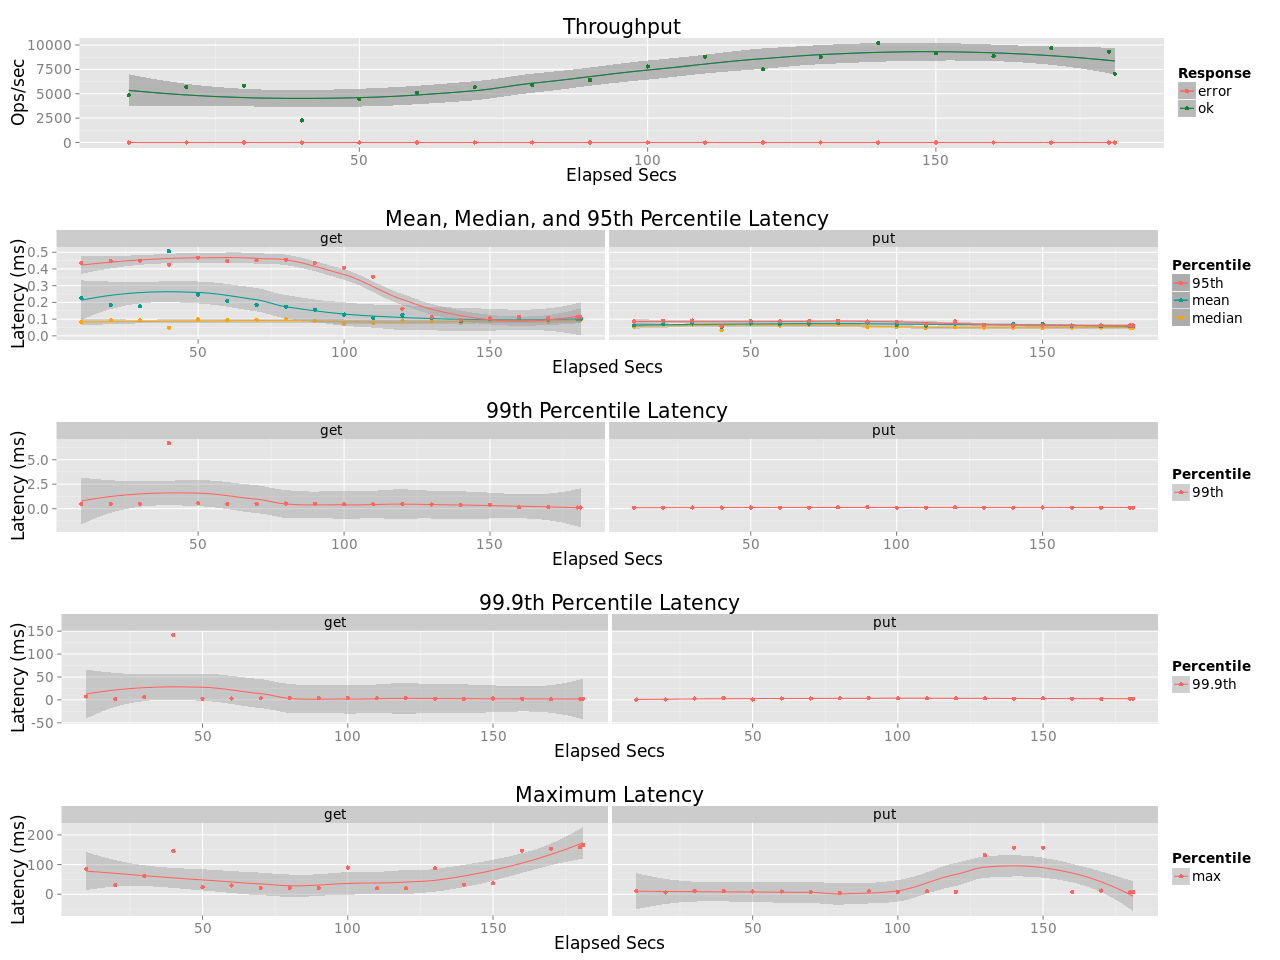 Throughput
Ops/sec
10000
7500
5000
2500
0
50 100 150
Elapsed Secs
Response
error
ok
Mean, Median, and 95th Percentile Latency
get put
Latency (ms)
0.5
0.4
0.3
0.2
0.1
0.0
50 100 150 50 100 150
Elapsed Secs
Percentile
95th
mean
median
99th Percentile Latency
get put
Latency (ms)
5.0
2.5
0.0
50 100 150 50 100 150
Elapsed Secs
Percentile
99th
99.9th Percentile Latency
get put
Latency (ms)
150
100
50
0
-50
50 100 150 50 100 150
Elapsed Secs
Percentile
99.9th
Maximum Latency
get put
Latency (ms)
200
100
0
50 100 150 50 100 150
Elapsed Secs
Percentile
max